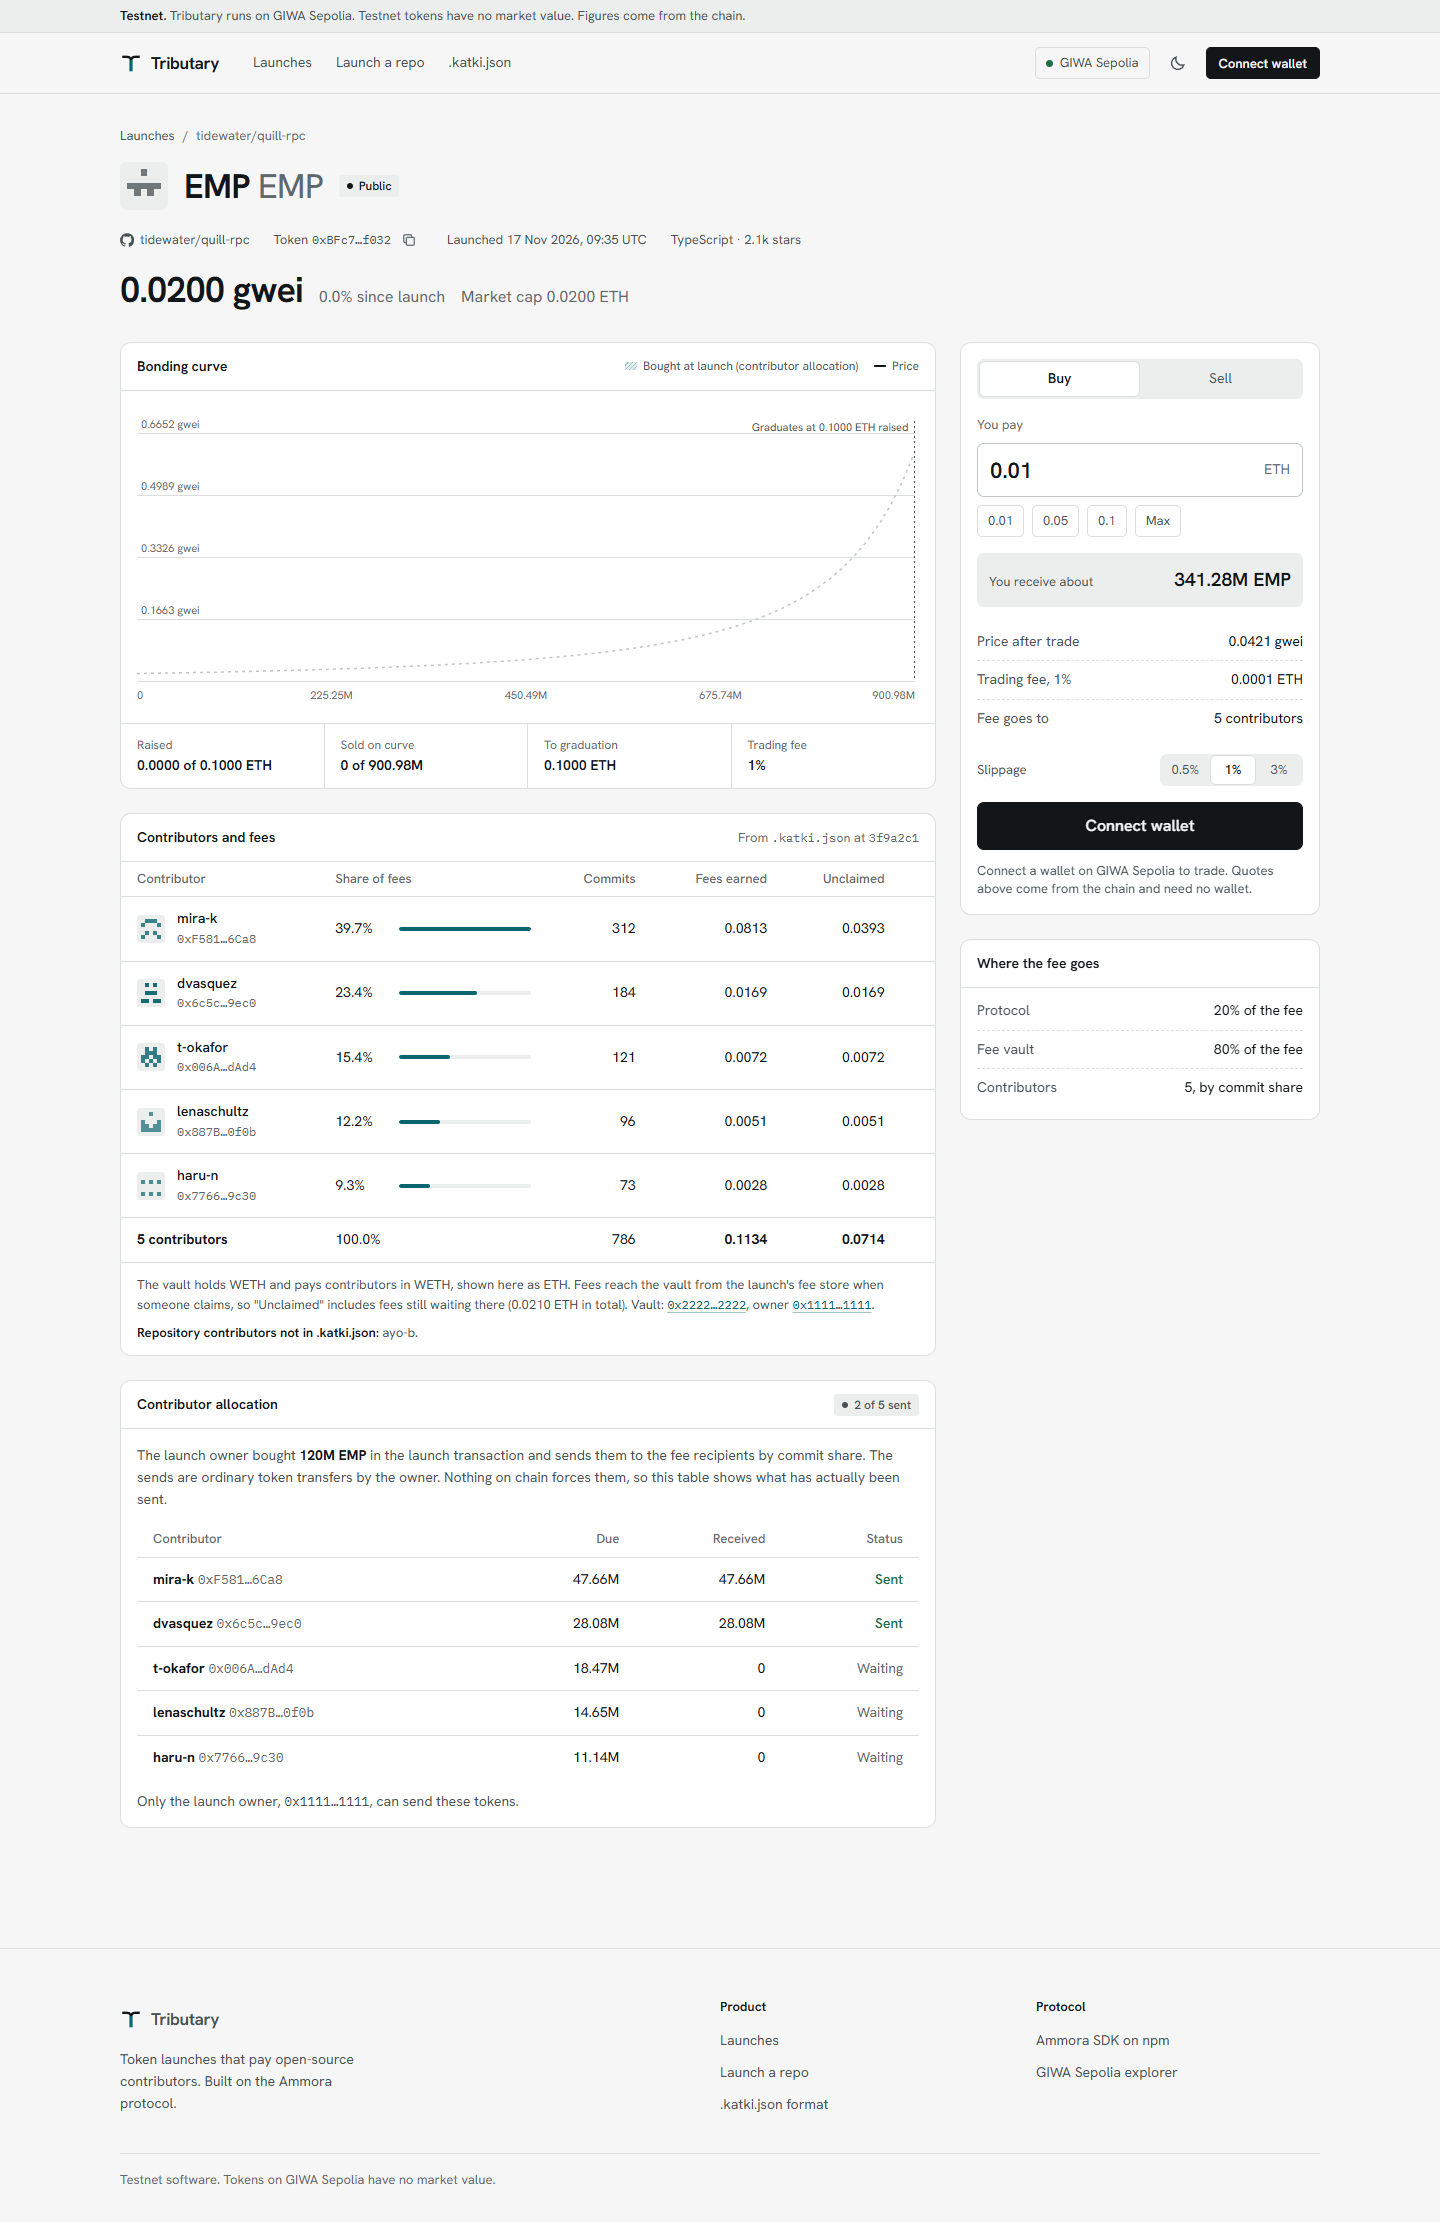 Testnet. Tributary runs on GIWA Sepolia. Testnet tokens have no market value. Figures come from the chain.
Tributary
Launches
Launch a repo
.katki.json
GIWA Sepolia
Connect wallet
Launches / tidewater/quill-rpc
EMP EMP
Public
tidewater/quill-rpc
Token 0xBFc7…f032
Launched 17 Nov 2026, 09:35 UTC
TypeScript · 2.1k stars
0.0200 gwei
0.0% since launch
Market cap 0.0200 ETH
Bonding curve
Bought at launch (contributor allocation)
Price
0.6652 gwei
Graduates at 0.1000 ETH raised
0.4989 gwei
0.3326 gwei
0.1663 gwei
0
225.25M
450.49M
675.74M
900.98M
Raised
0.0000 of 0.1000 ETH
Sold on curve
0 of 900.98M
To graduation
0.1000 ETH
Trading fee
1%
Buy
Sell
You pay
0.01
ETH
0.01
0.05
0.1
Max
You receive about
341.28M EMP
Price after trade
0.0421 gwei
Trading fee, 1%
0.0001 ETH
Fee goes to
5 contributors
Slippage
0.5%
1%
3%
Connect wallet
Connect a wallet on GIWA Sepolia to trade. Quotes
above come from the chain and need no wallet.
Where the fee goes
Protocol
20% of the fee
Fee vault
80% of the fee
Contributors
5, by commit share
Contributors and fees
From .katki.json at 3f9a2c1
Contributor
Share of fees
Commits
Fees earned
Unclaimed
mira-k
0xF581…6Ca8
39.7%
312
0.0813
0.0393
dvasquez
0x6c5c…9ec0
23.4%
184
0.0169
0.0169
t-okafor
0x006A…dAd4
15.4%
121
0.0072
0.0072
lenaschultz
0x887B…0f0b
12.2%
96
0.0051
0.0051
haru-n
0x7766…9c30
9.3%
73
0.0028
0.0028
5 contributors
100.0%
786
0.1134
0.0714
The vault holds WETH and pays contributors in WETH, shown here as ETH. Fees reach the vault from the launch's fee store when
someone claims, so "Unclaimed" includes fees still waiting there (0.0210 ETH in total). Vault: 0x2222…2222, owner 0x1111…1111.
Repository contributors not in .katki.json: ayo-b.
Contributor allocation
2 of 5 sent
The launch owner bought 120M EMP in the launch transaction and sends them to the fee recipients by commit share. The
sends are ordinary token transfers by the owner. Nothing on chain forces them, so this table shows what has actually been
sent.
Contributor
Due
Received
Status
mira-k 0xF581…6Ca8
47.66M
47.66M
Sent
dvasquez 0x6c5c…9ec0
28.08M
28.08M
Sent
t-okafor 0x006A…dAd4
18.47M
0
Waiting
lenaschultz 0x887B…0f0b
14.65M
0
Waiting
haru-n 0x7766…9c30
11.14M
0
Waiting
Only the launch owner, 0x1111…1111, can send these tokens.
Tributary
Token launches that pay open-source
contributors. Built on the Ammora
protocol.
Product
Launches
Launch a repo
.katki.json format
Protocol
Ammora SDK on npm
GIWA Sepolia explorer
Testnet software. Tokens on GIWA Sepolia have no market value.